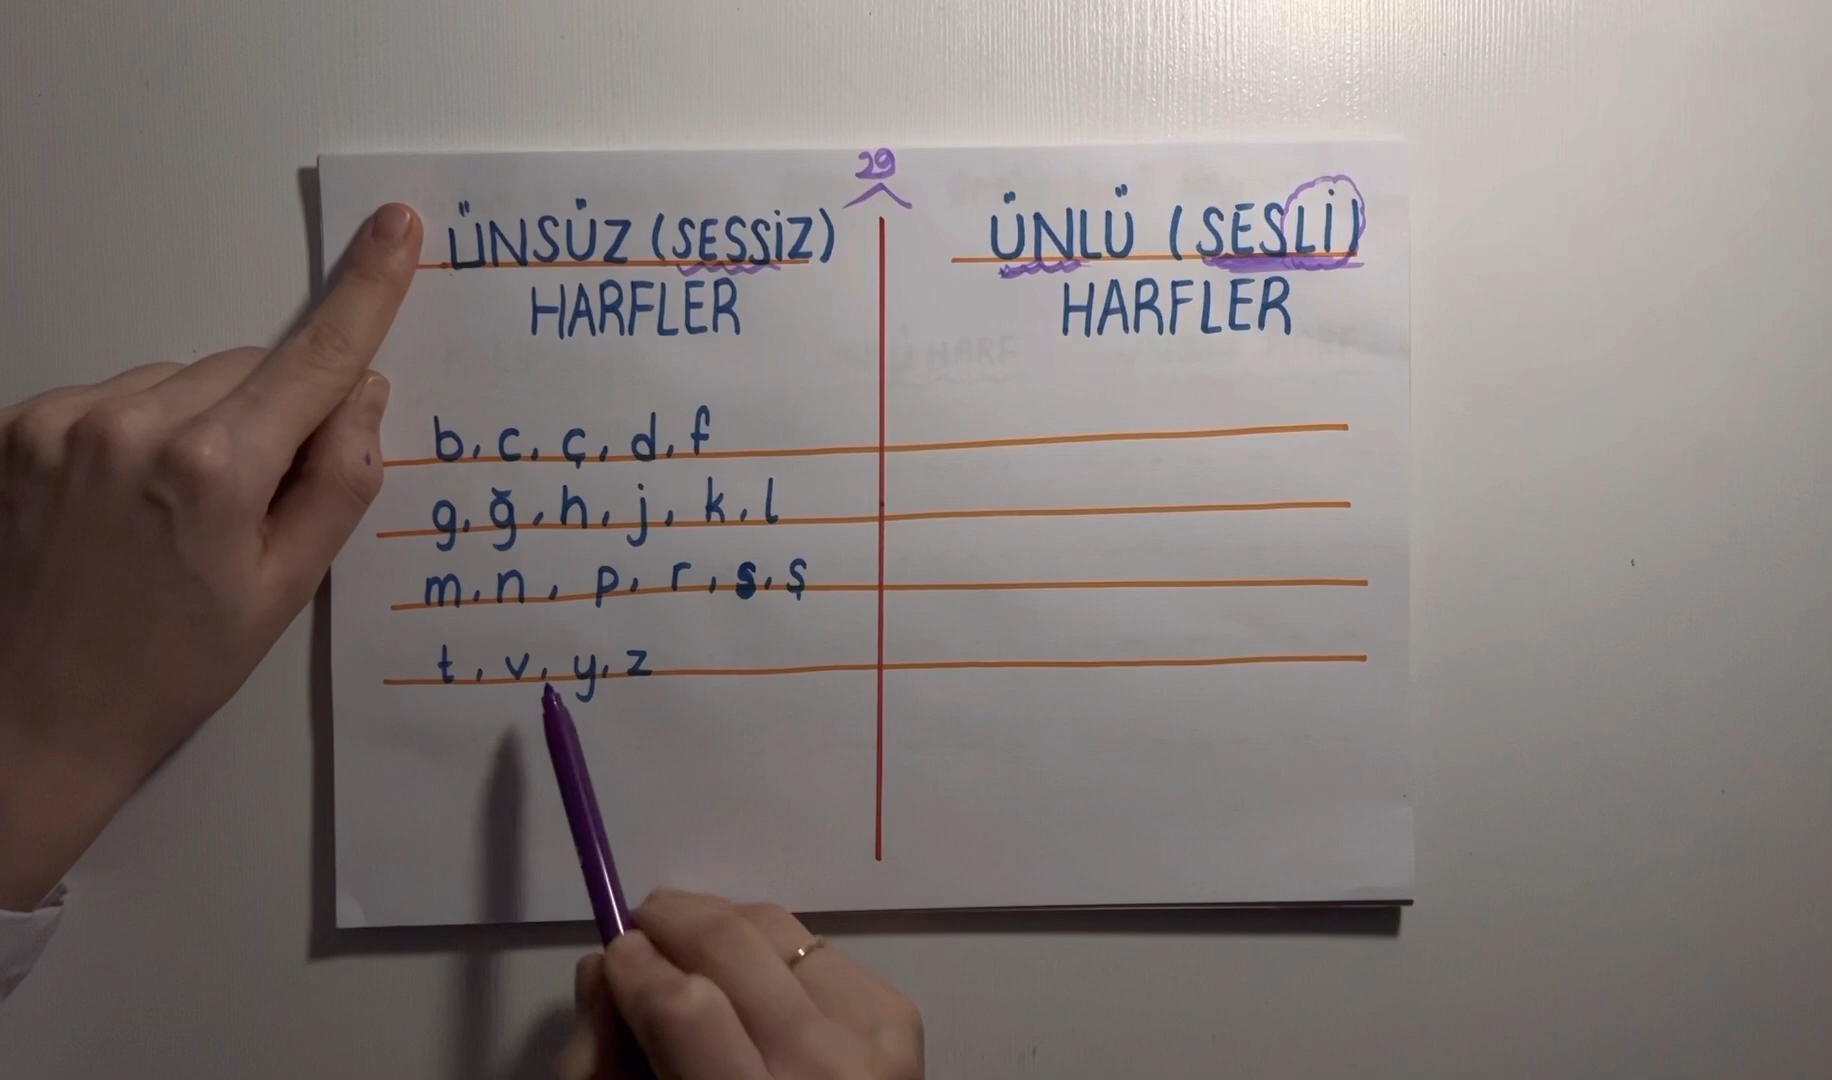 29
ÜNSÜZ (SESSİZ)
HARFLER
b, c, ç, d, f
g, ğ, h, j, k, l
m, n, p, r, s, ş
t, v, y, z
ÜNLÜ (SESLİ)
HARFLER